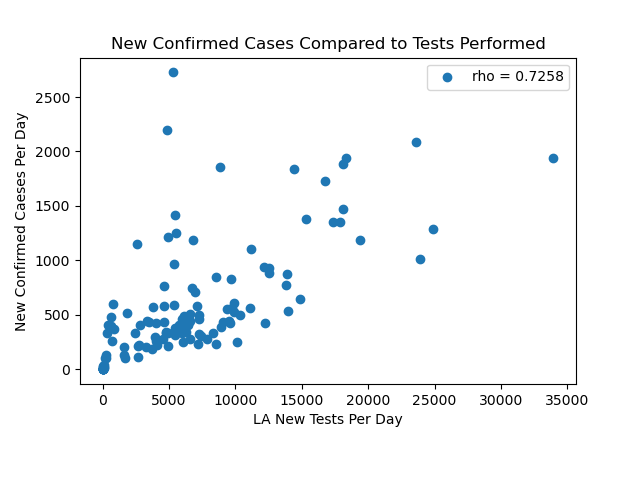 New Confirmed Cases Compared to Tests Performed
rho = 0.7258
New Confirmed Caeses Per Day
2500
2000
1500
1000
500
0
0 5000 10000 15000 20000 25000 30000 35000
LA New Tests Per Day